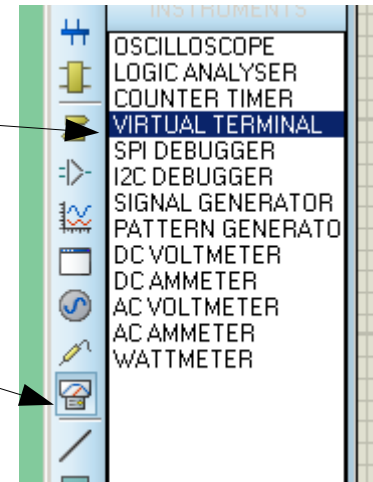 INSTRUMENTS
OSCILLOSCOPE
LOGIC ANALYSER
COUNTER TIMER
VIRTUAL TERMINAL
SPI DEBUGGER
I2C DEBUGGER
SIGNAL GENERATOR
PATTERN GENERATO
DC VOLTMETER
DC AMMETER
AC VOLTMETER
AC AMMETER
WATTMETER